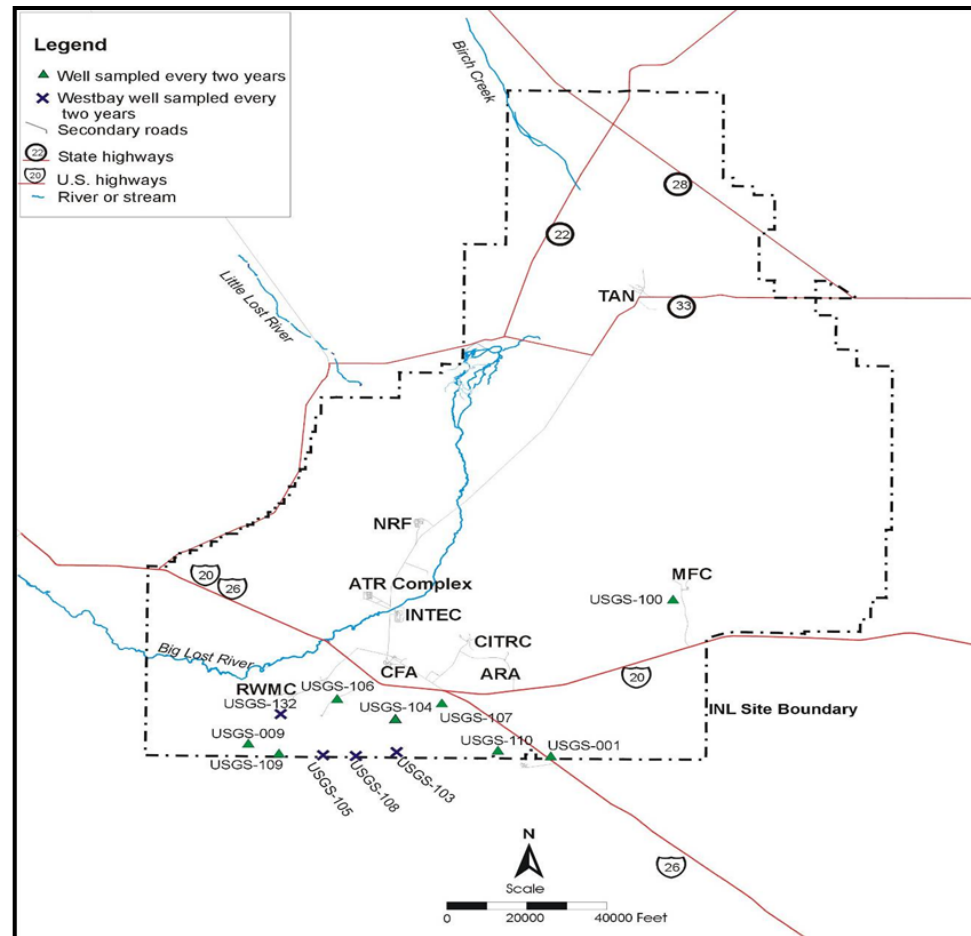 Legend
Well sampled every two years
Westbay well sampled every
two years
Secondary roads
22
State highways
20
U.S. highways
River or stream
Birch Creek
28
22
Little Lost River
TAN
33
NRF
20
26
ATR Complex
MFC
USGS-100
INTEC
CITRC
Big Lost River
CFA
ARA
20
RWMC
USGS-106
USGS-132
USGS-104
USGS-107
INL Site Boundary
USGS-009
USGS-110
USGS-001
USGS-109
USGS-105
USGS-108
USGS-103
N
26
Scale
0 20000 40000 Feet